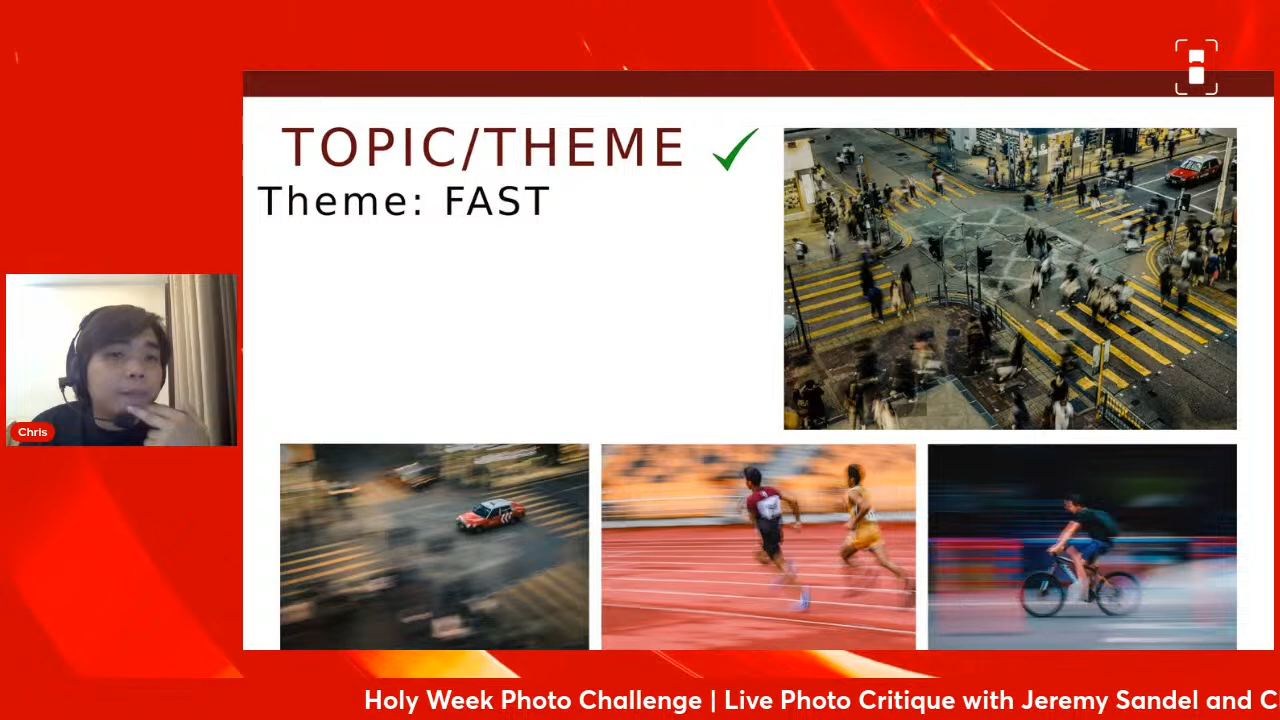 TOPIC/THEME
Theme: FAST
Chris
Holy Week Photo Challenge | Live Photo Critique with Jeremy Sandel and C